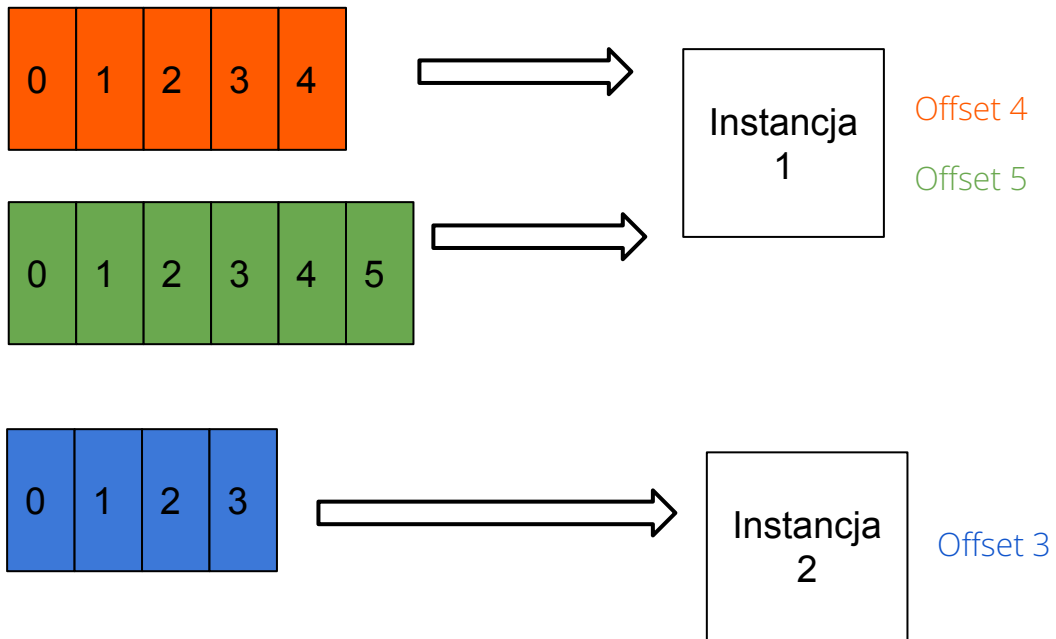 0 1 2 3 4
Instancja
1
Offset 4
Offset 5
0 1 2 3 4 5
0 1 2 3
Instancja
2
Offset 3